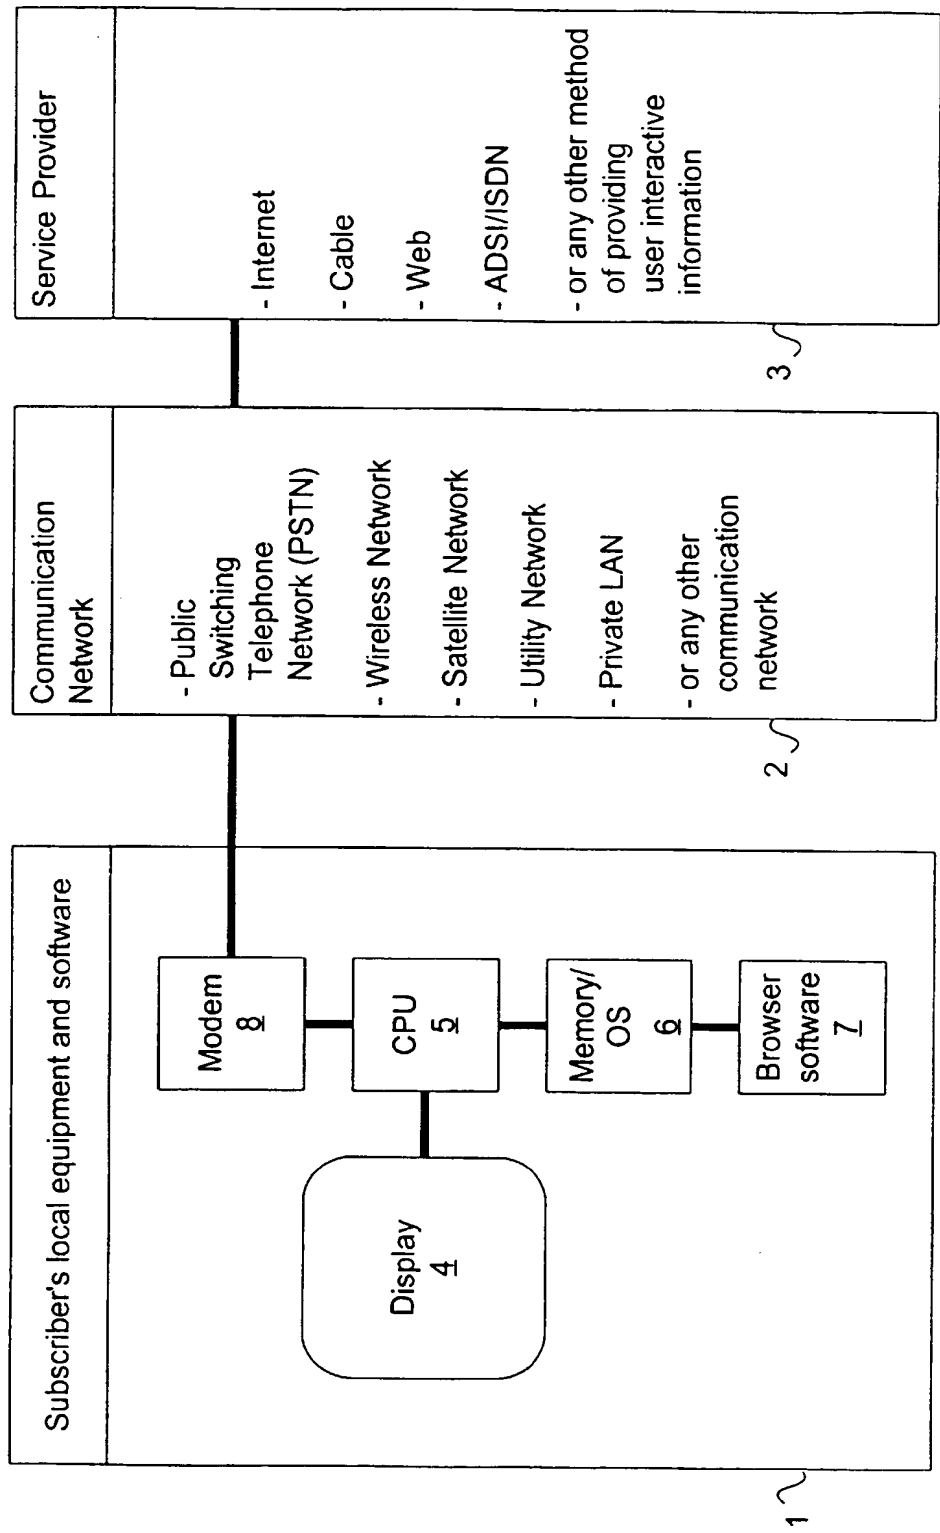 Subscriber's local equipment and software
Display
4
Modem
8
CPU
5
Memory/
OS
6
Browser
software
7
1
Communication
Network
- Public
Switching
Telephone
Network (PSTN)
- Wireless Network
- Satellite Network
- Utility Network
- Private LAN
- or any other
communication
network
2
Service Provider
- Internet
- Cable
- Web
- ADSI/ISDN
- or any other method
of providing
user interactive
information
3